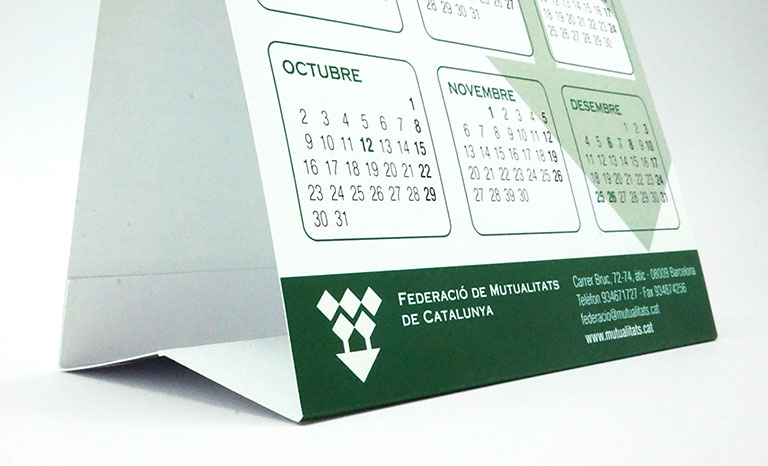 28 29 30 31
25 26 27 28 29 30
OCTUBRE
1
2 3 4 5 6 7 8
9 10 11 12 13 14 15
16 17 18 19 20 21 22
23 24 25 26 27 28 29
30 31
NOVEMBRE
1 2 3 4 5
6 7 8 9 10 11 12
13 14 15 16 17 18 19
20 21 22 23 24 25 26
27 28 29 30
DESEMBRE
1 2 3
4 5 6 7 8 9 10
11 12 13 14 15 16 17
18 19 20 21 22 23 24
25 26 27 28 29 30 31
FEDERACIÓ DE MUTUALITATS
DE CATALUNYA
Carrer Bruc, 72-74, àtic - 08009 Barcelona
Telèfon 934671727 - Fax 934874256
federacio@mutualitats.cat
www.mutualitats.cat